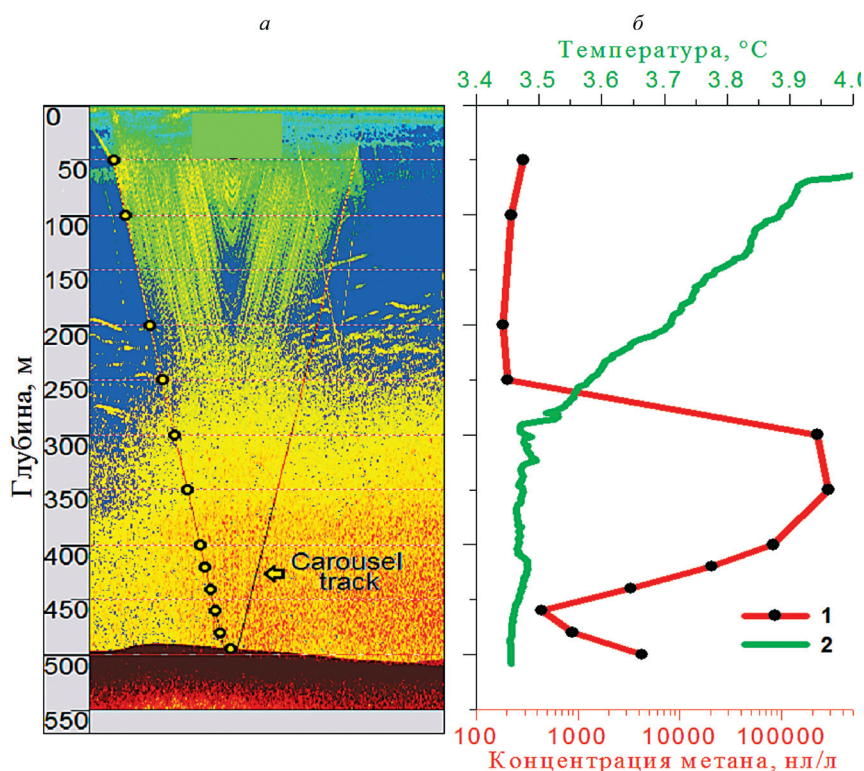 а
б
Температура, °C
3.4 3.5 3.6 3.7 3.8 3.9 4.0
0
50
100
150
200
250
300
350
400
450
500
550
Глубина, м
Carousel
track
1
2
100 1000 10000 100000
Концентрация метана, нл/л